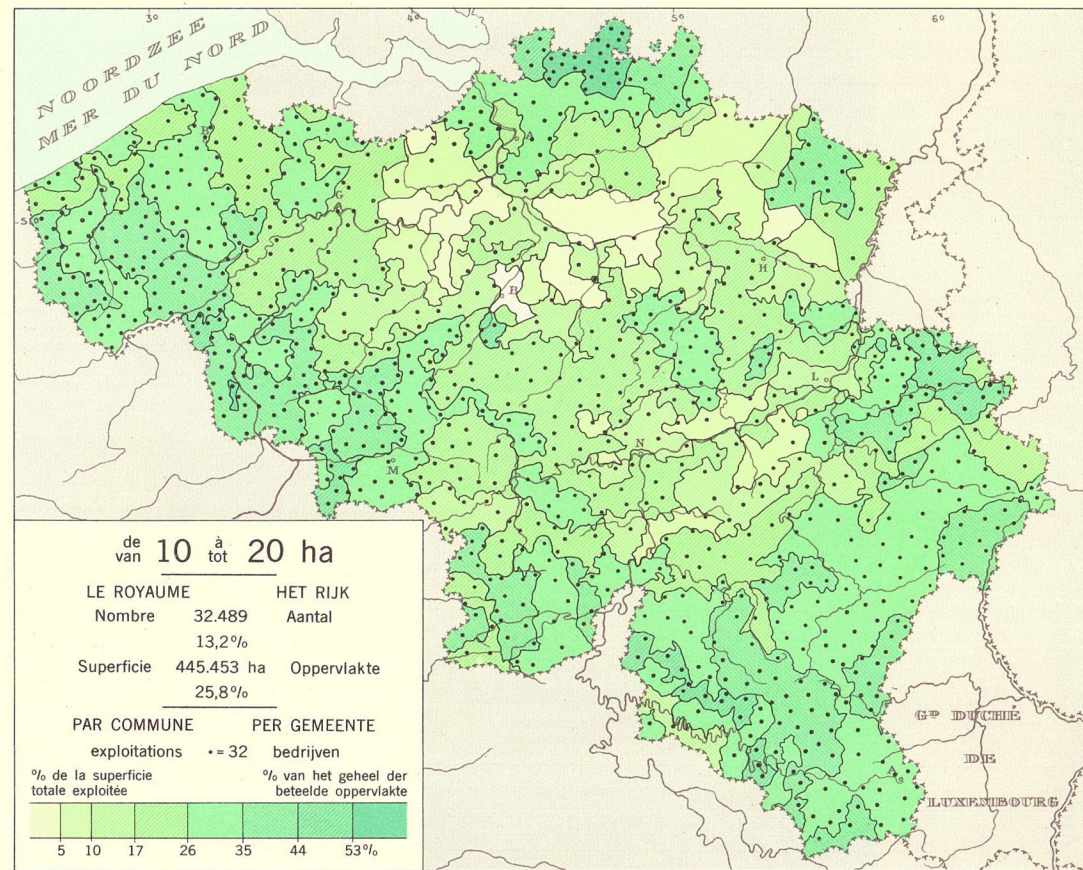 3° 4° 5° 6°
NOORDZEE
MER DU NORD
51°
B
A
G
H
B
L
N
M
A
Gᴰ DUCHÉ
DE
LUXEMBOURG
de van 10 à tot 20 ha
LE ROYAUME HET RIJK
Nombre 32.489 Aantal
13,2%
Superficie 445.453 ha Oppervlakte
25,8%
PAR COMMUNE PER GEMEENTE
exploitations • = 32 bedrijven
% de la superficie
totale exploitée
% van het geheel der
beteelde oppervlakte
5 10 17 26 35 44 53%